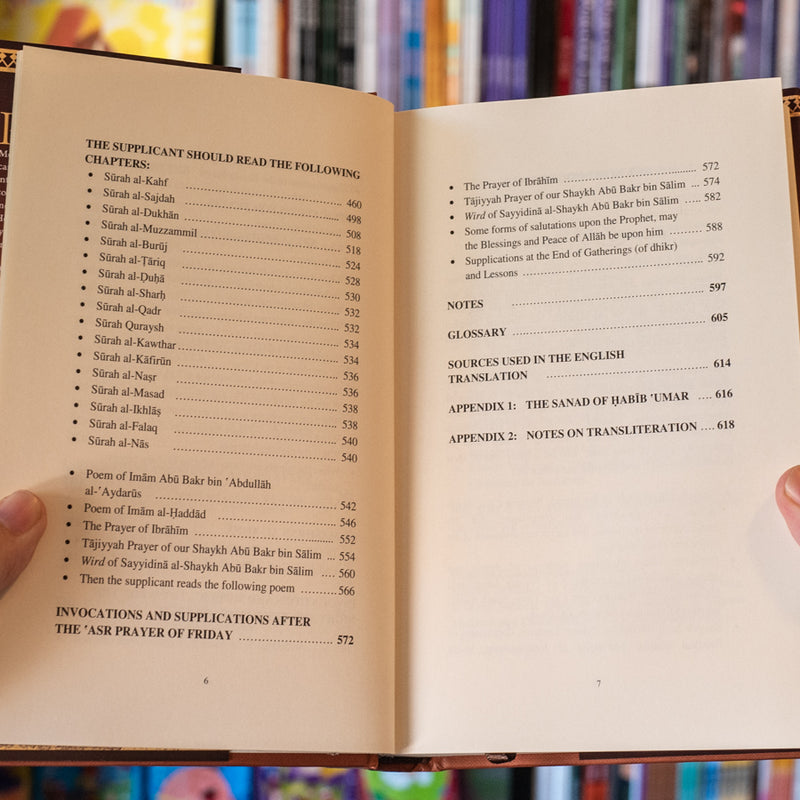 THE SUPPLICANT SHOULD READ THE FOLLOWING
CHAPTERS:
• Sūrah al-Kahf ........ 460
• Sūrah al-Sajdah ........ 498
• Sūrah al-Dukhān ........ 508
• Sūrah al-Muzzammil ........ 518
• Sūrah al-Burūj ........ 524
• Sūrah al-Ṭāriq ........ 528
• Sūrah al-Ḍuḥā ........ 530
• Sūrah al-Sharḥ ........ 532
• Sūrah al-Qadr ........ 532
• Sūrah Quraysh ........ 534
• Sūrah al-Kawthar ........ 534
• Sūrah al-Kāfirūn ........ 536
• Sūrah al-Naṣr ........ 536
• Sūrah al-Masad ........ 538
• Sūrah al-Ikhlāṣ ........ 538
• Sūrah al-Falaq ........ 540
• Sūrah al-Nās ........ 540
• Poem of Imām Abū Bakr bin ʿAbdullāh
al-ʿAydarūs ........ 542
• Poem of Imām al-Ḥaddād ........ 546
• The Prayer of Ibrāhīm ........ 552
• Tājiyyah Prayer of our Shaykh Abū Bakr bin Sālim ... 554
• Wird of Sayyidinā al-Shaykh Abū Bakr bin Sālim .... 560
• Then the supplicant reads the following poem ........ 566
INVOCATIONS AND SUPPLICATIONS AFTER
THE ʿASR PRAYER OF FRIDAY ........ 572
6
• The Prayer of Ibrāhīm ........ 572
• Tājiyyah Prayer of our Shaykh Abū Bakr bin Sālim ... 574
• Wird of Sayyidinā al-Shaykh Abū Bakr bin Sālim ..... 582
• Some forms of salutations upon the Prophet, may
the Blessings and Peace of Allāh be upon him ........ 588
• Supplications at the End of Gatherings (of dhikr)
and Lessons ........ 592
NOTES ........ 597
GLOSSARY ........ 605
SOURCES USED IN THE ENGLISH
TRANSLATION ........ 614
APPENDIX 1: THE SANAD OF ḤABĪB ʿUMAR .... 616
APPENDIX 2: NOTES ON TRANSLITERATION .... 618
7